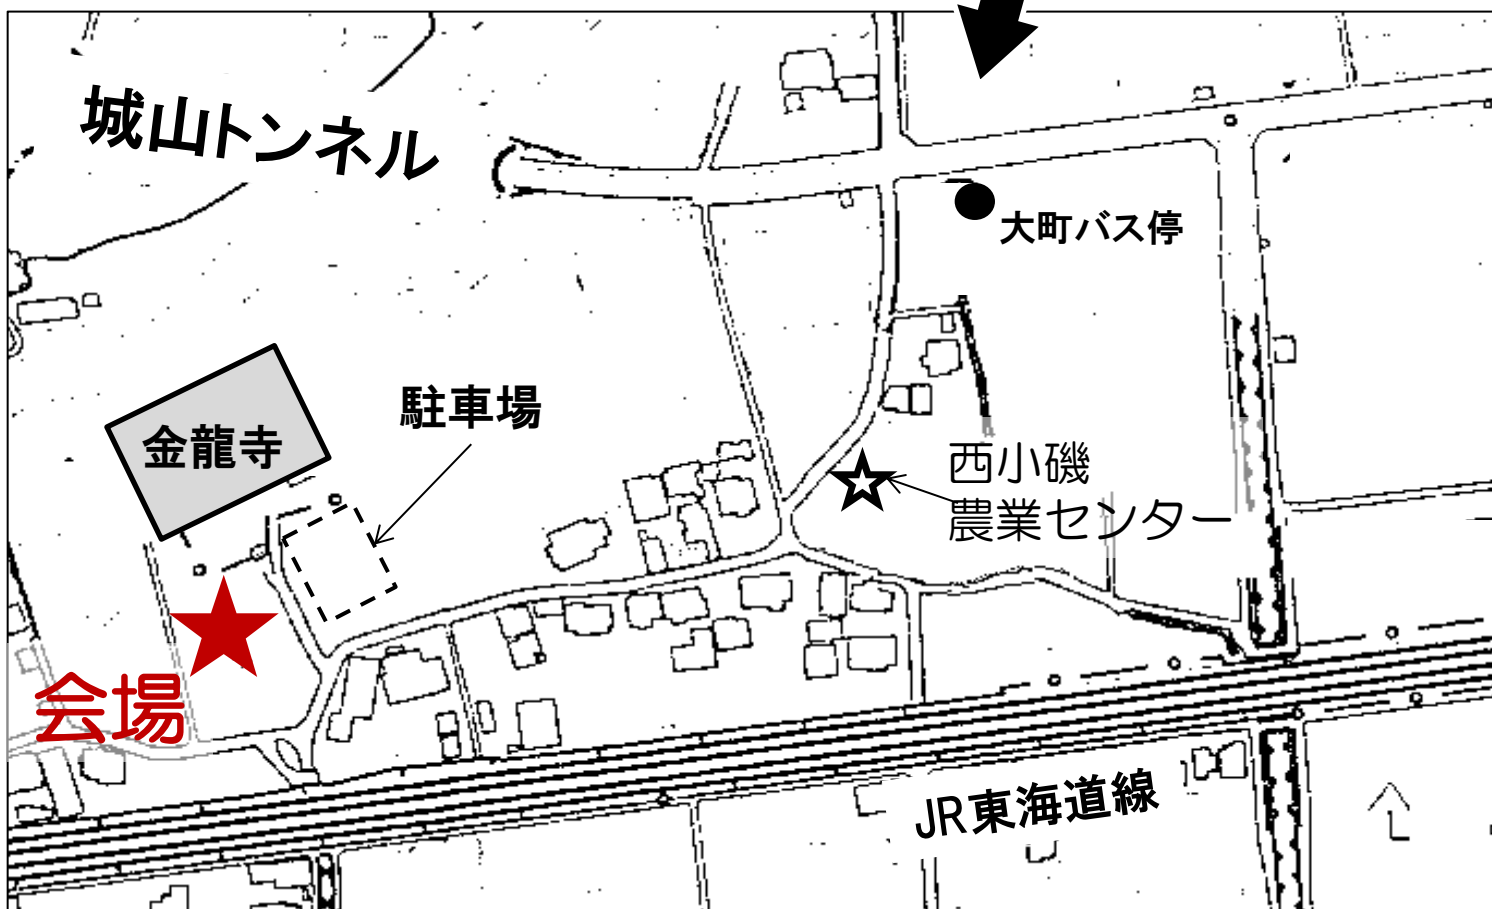 城山トンネル
大町バス停
駐車場
金龍寺
西小磯
農業センター
会場
JR東海道線